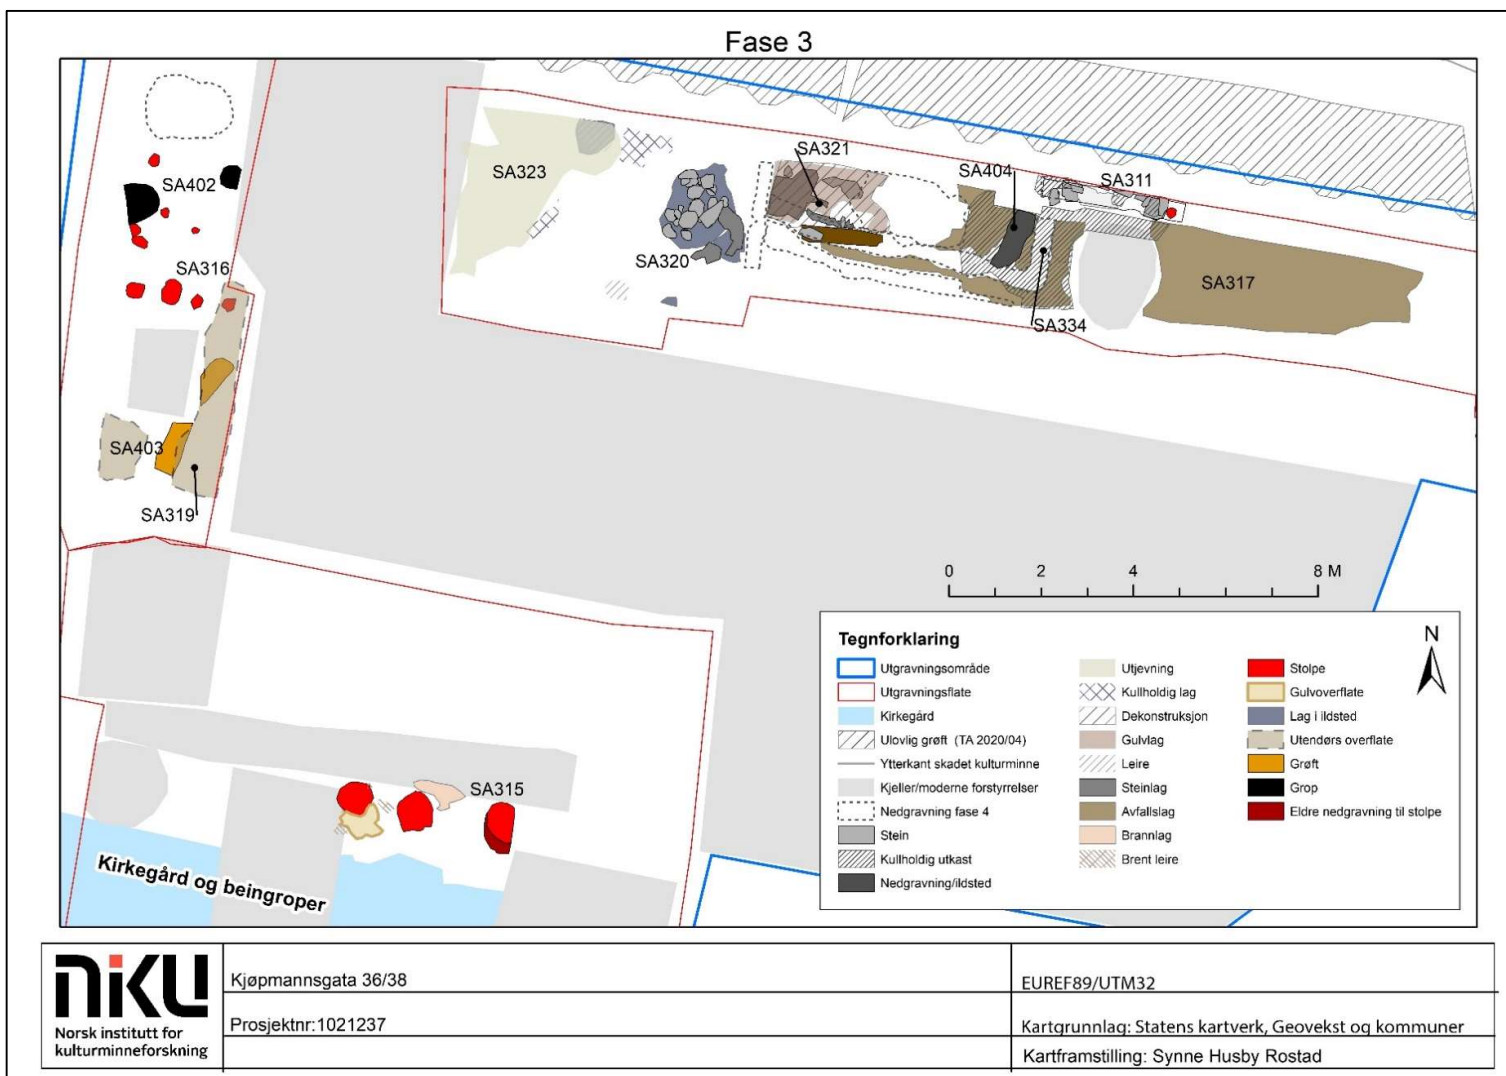 Fase 3
SA321
SA404
SA311
SA323
SA402
SA316
SA320
SA317
SA334
SA403
SA319
SA315
Kirkegård og beingroper
0 2 4 8 M
Tegnforklaring
N
Utgravningsområde
Utgravningsflate
Kirkegård
Ulovlig grøft (TA 2020/04)
Ytterkant skadet kulturminne
Kjeller/moderne forstyrrelser
Nedgravning fase 4
Stein
Kullholdig utkast
Nedgravning/ildsted
Utjevning
Kullholdig lag
Dekonstruksjon
Gulvlag
Leire
Steinlag
Avfallslag
Brannlag
Brent leire
Stolpe
Gulvoverflate
Lag i ildsted
Utendørs overflate
Grøft
Grop
Eldre nedgravning til stolpe
NIKU
Norsk institutt for
kulturminneforskning
Kjøpmannsgata 36/38
Prosjektnr:1021237
EUREF89/UTM32
Kartgrunnlag: Statens kartverk, Geovekst og kommuner
Kartframstilling: Synne Husby Rostad